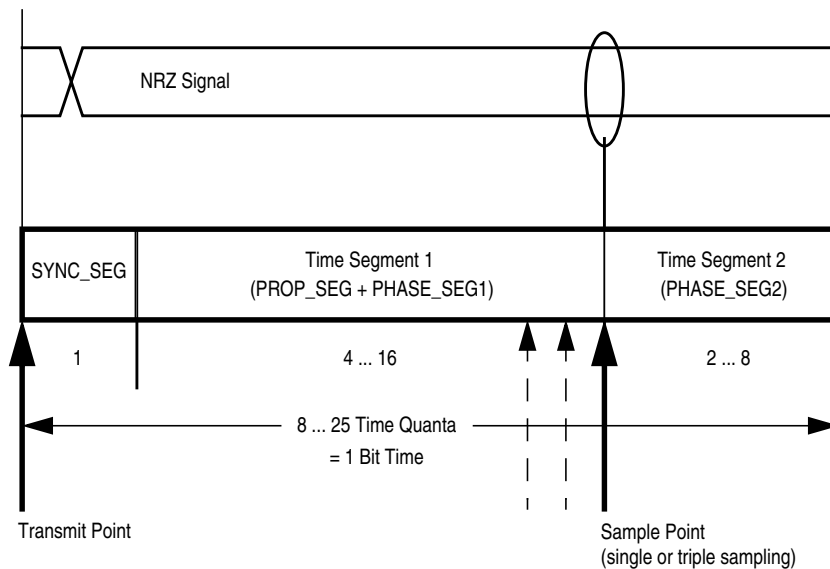 NRZ Signal
SYNC_SEG
Time Segment 1
(PROP_SEG + PHASE_SEG1)
Time Segment 2
(PHASE_SEG2)
1
4 ... 16
2 ... 8
8 ... 25 Time Quanta
= 1 Bit Time
Transmit Point
Sample Point
(single or triple sampling)